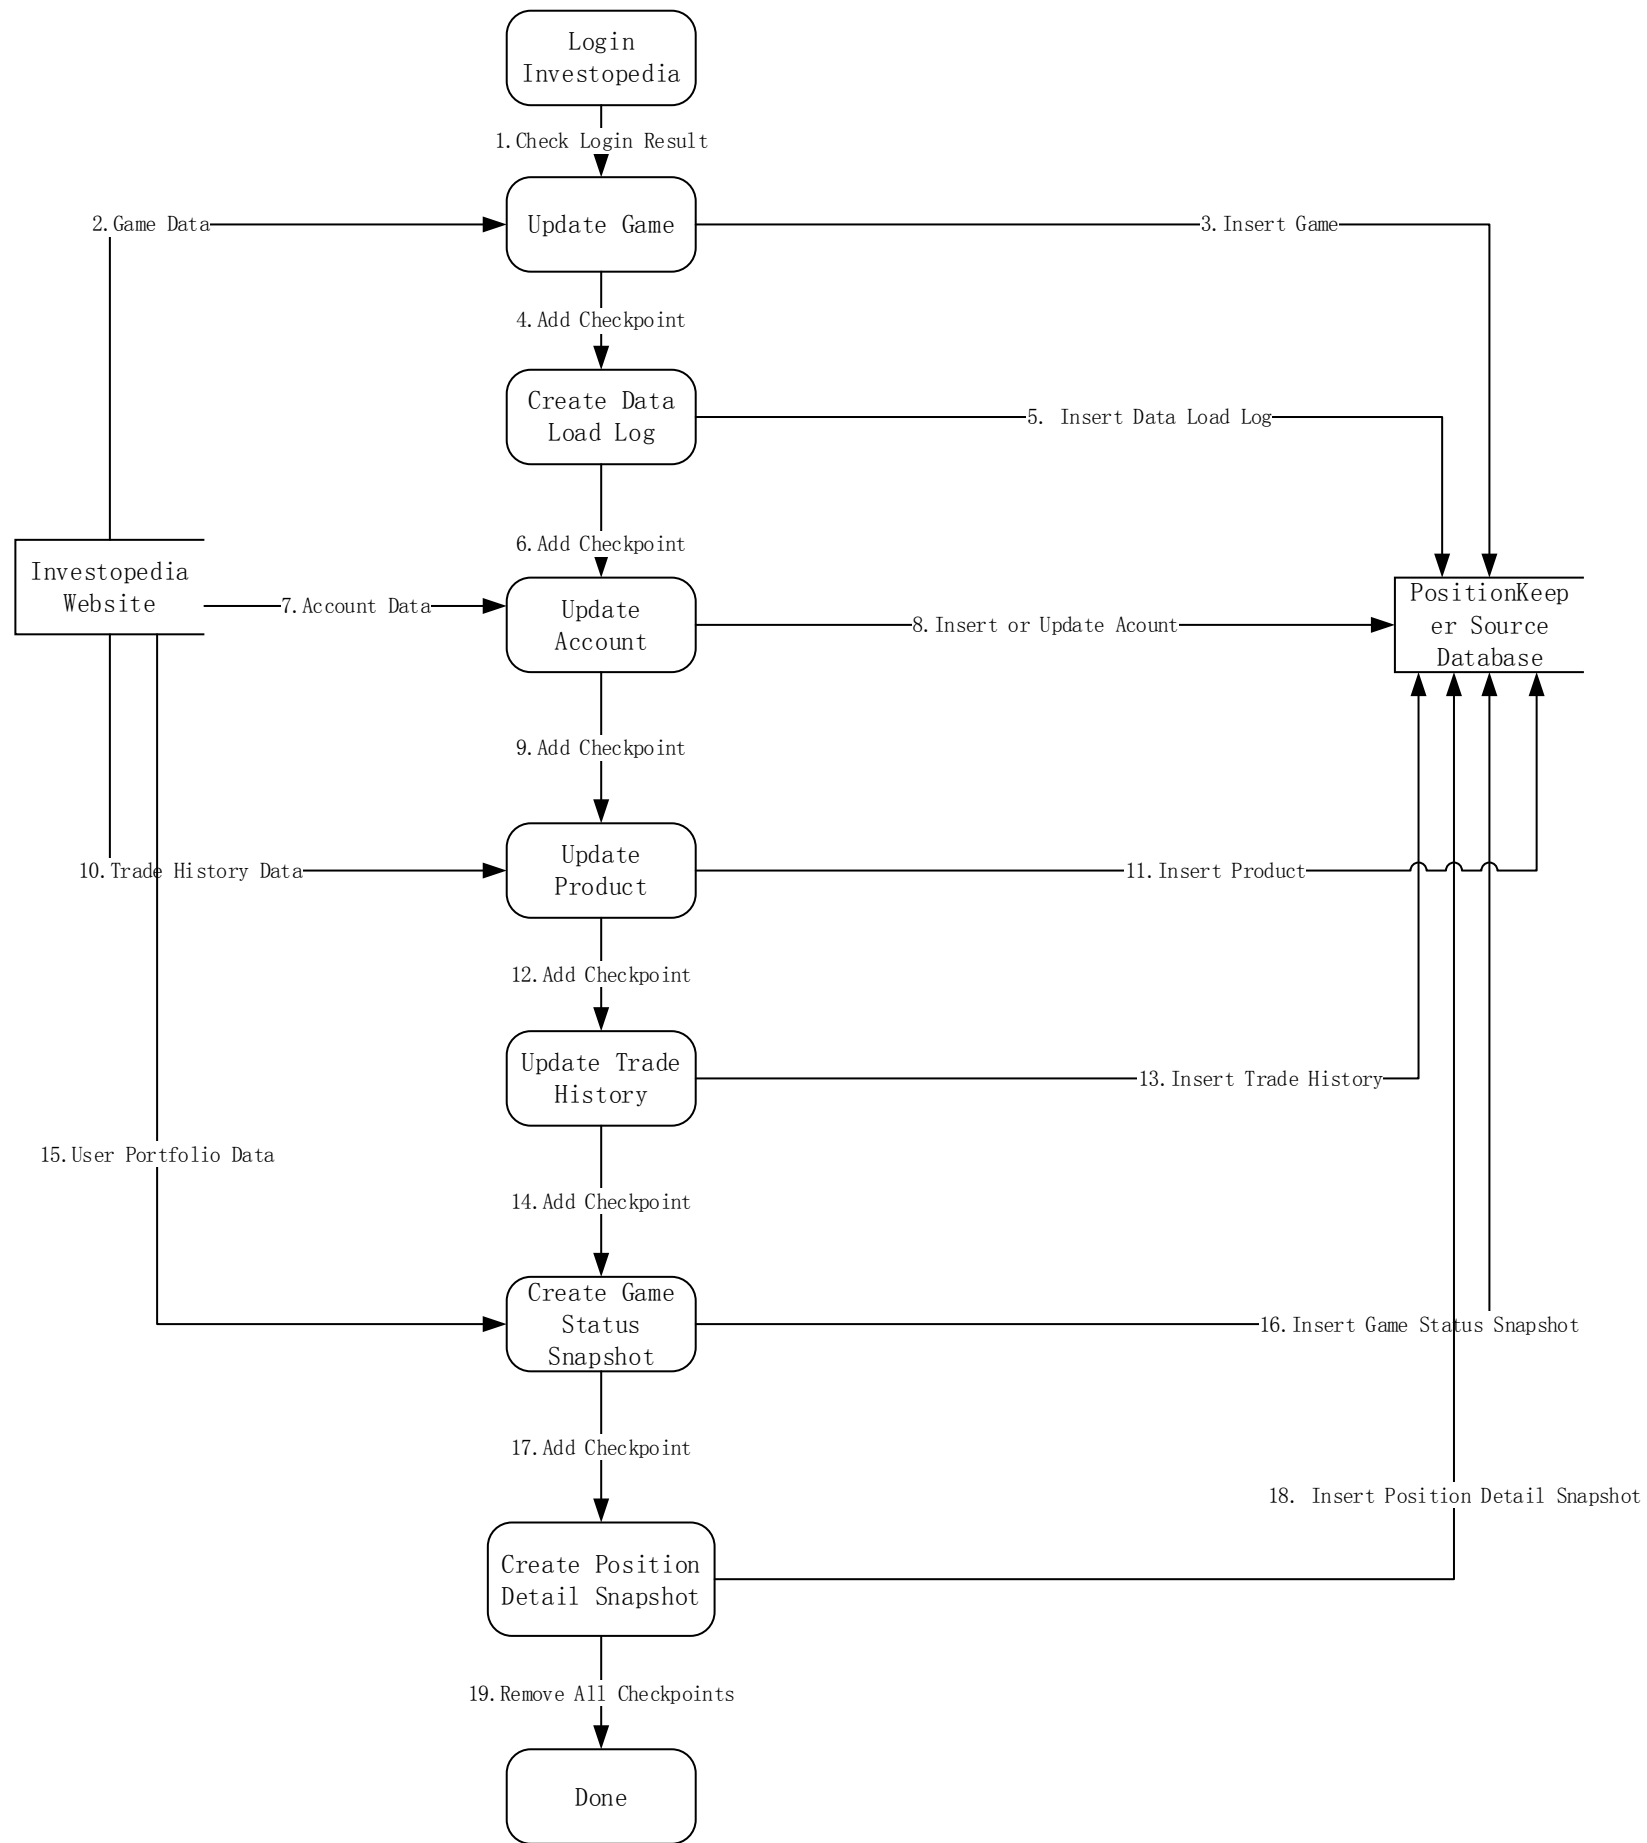 Login
Investopedia
1.Check Login Result
2.Game Data
Update Game
3.Insert Game
4.Add Checkpoint
Create Data
Load Log
5. Insert Data Load Log
6.Add Checkpoint
Investopedia
Website
7.Account Data
Update
Account
8.Insert or Update Acount
PositionKeep
er Source
Database
9.Add Checkpoint
10.Trade History Data
Update
Product
11.Insert Product
12.Add Checkpoint
Update Trade
History
13.Insert Trade History
15.User Portfolio Data
14.Add Checkpoint
Create Game
Status
Snapshot
16.Insert Game Status Snapshot
17.Add Checkpoint
18. Insert Position Detail Snapshot
Create Position
Detail Snapshot
19.Remove All Checkpoints
Done